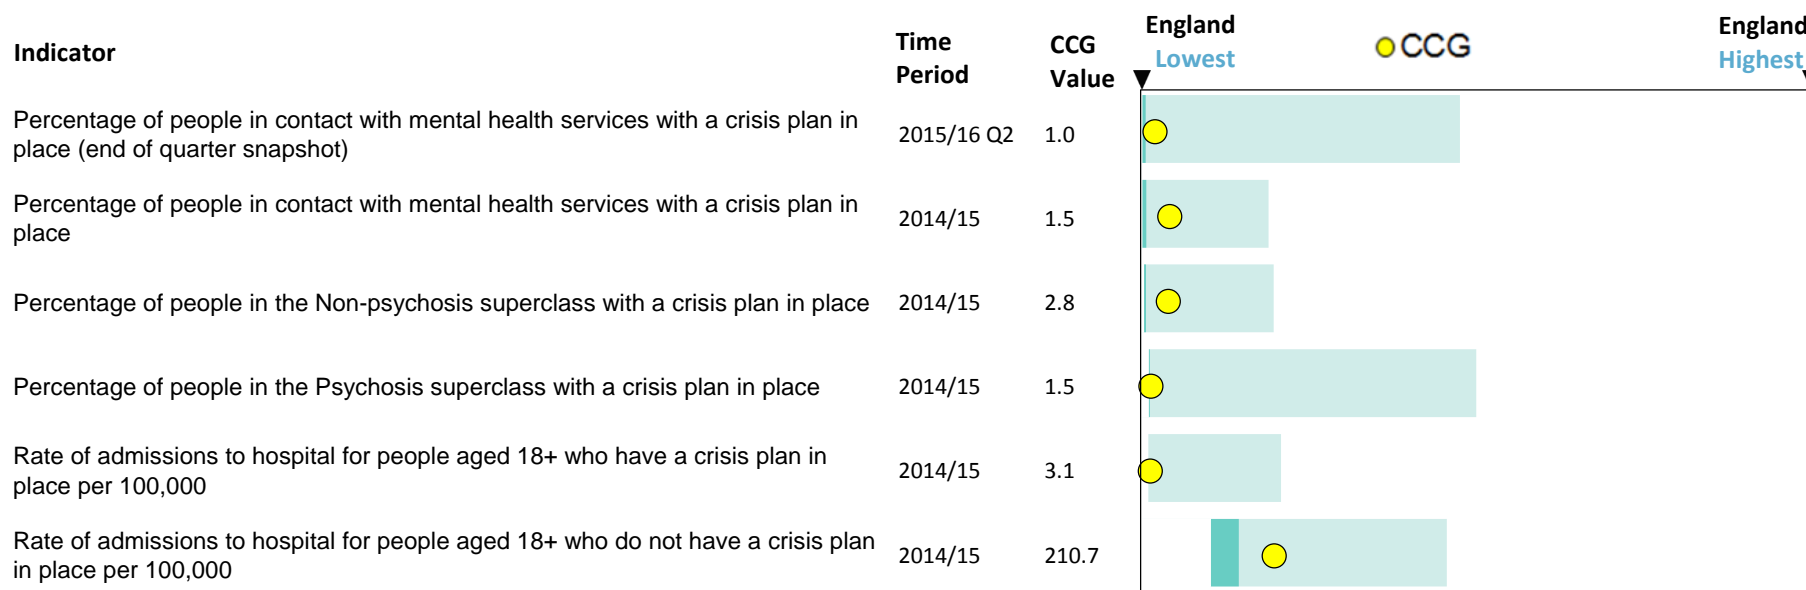 Indicator
Time
Period
CCG
Value
England
Lowest
CCG
England
Highest
Percentage of people in contact with mental health services with a crisis plan in
place (end of quarter snapshot)
2015/16 Q2
1.0
Percentage of people in contact with mental health services with a crisis plan in
place
2014/15
1.5
Percentage of people in the Non-psychosis superclass with a crisis plan in place
2014/15
2.8
Percentage of people in the Psychosis superclass with a crisis plan in place
2014/15
1.5
Rate of admissions to hospital for people aged 18+ who have a crisis plan in
place per 100,000
2014/15
3.1
Rate of admissions to hospital for people aged 18+ who do not have a crisis plan
in place per 100,000
2014/15
210.7